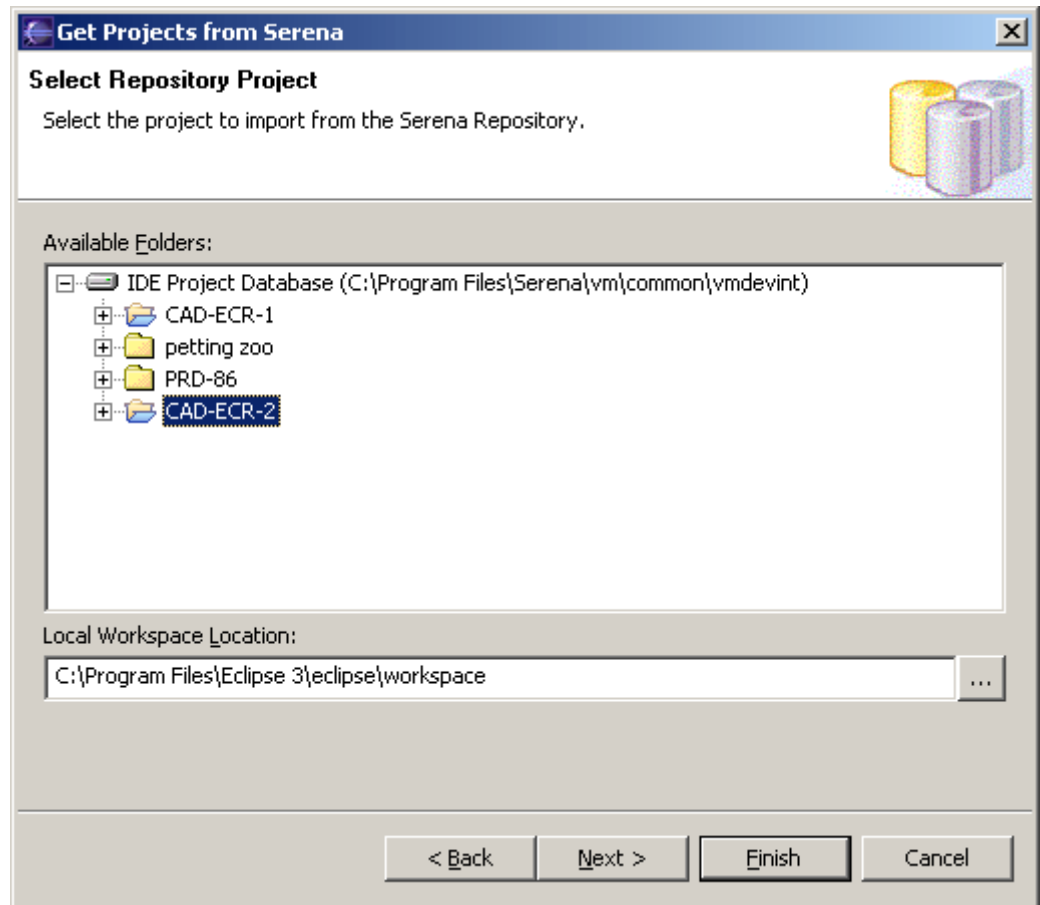 Get Projects from Serena
Select Repository Project
Select the project to import from the Serena Repository.
Available Folders:
IDE Project Database (C:\Program Files\Serena\vm\common\vmdevint)
CAD-ECR-1
petting zoo
PRD-86
CAD-ECR-2
Local Workspace Location:
C:\Program Files\Eclipse 3\eclipse\workspace
...
< Back Next > Finish Cancel